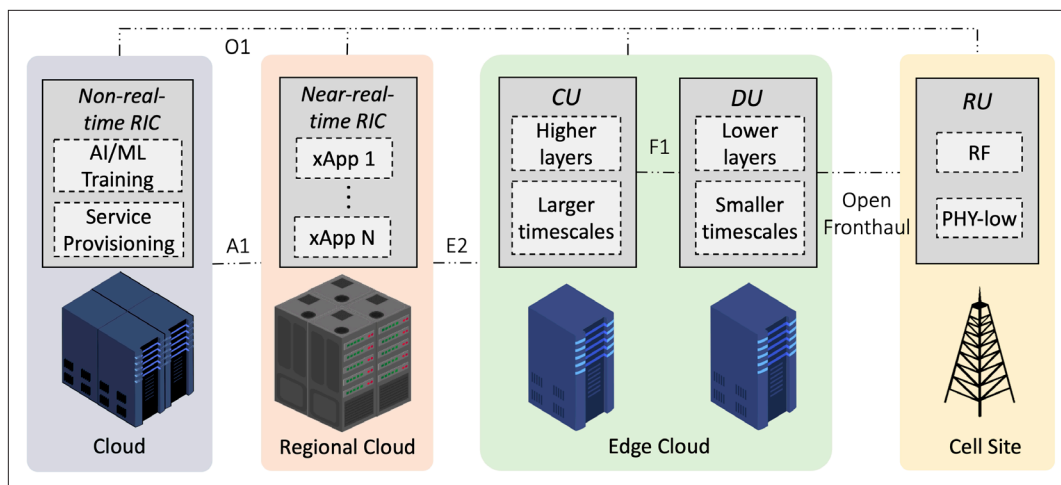 O1
Non-real-
time RIC
AI/ML
Training
Service
Provisioning
Cloud
A1
Near-real-
time RIC
xApp 1
xApp N
Regional Cloud
E2
CU
Higher
layers
Larger
timescales
F1
DU
Lower
layers
Smaller
timescales
Edge Cloud
Open
Fronthaul
RU
RF
PHY-low
Cell Site